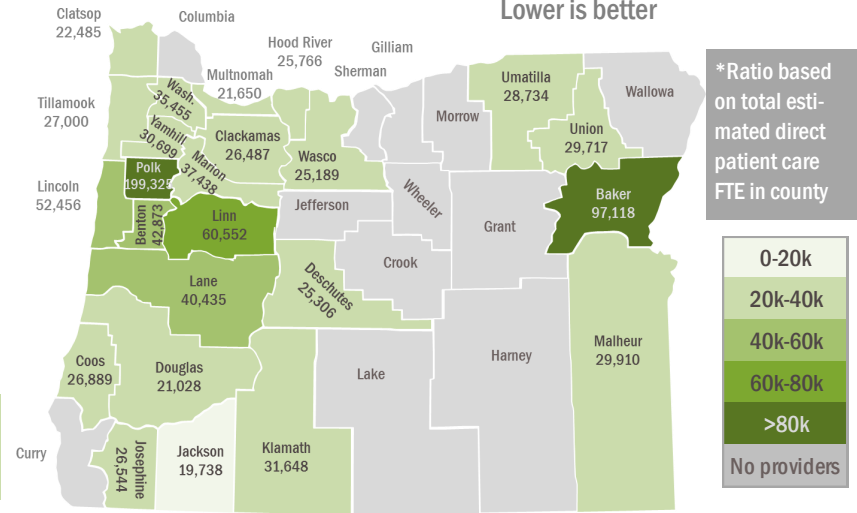 Lower is better
Clatsop
22,485
Columbia
Hood River
25,766
Gilliam
Sherman
Multnomah
21,650
Tillamook
27,000
Wash.
35,455
Yamhill
30,699
Clackamas
26,487
Marion
37,438
Wasco
25,189
Umatilla
28,734
Morrow
Union
29,717
Wallowa
Polk
199,325
Lincoln
52,456
Benton
42,873
Linn
60,552
Jefferson
Wheeler
Grant
Baker
97,118
Crook
Lane
40,435
Deschutes
25,306
Coos
26,889
Douglas
21,028
Lake
Harney
Malheur
29,910
Curry
Josephine
26,544
Jackson
19,738
Klamath
31,648
*Ratio based
on total esti-
mated direct
patient care
FTE in county
0-20k
20k-40k
40k-60k
60k-80k
>80k
No providers